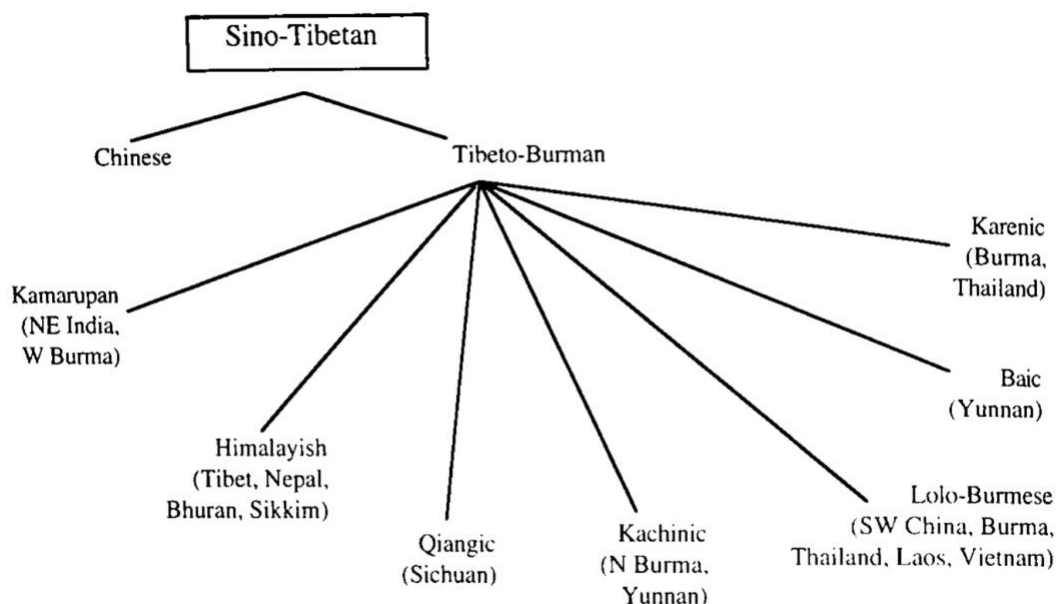 Sino-Tibetan
Chinese
Tibeto-Burman
Karenic
(Burma,
Thailand)
Kamarupan
(NE India,
W Burma)
Baic
(Yunnan)
Himalayish
(Tibet, Nepal,
Bhuran, Sikkim)
Lolo-Burmese
(SW China, Burma,
Thailand, Laos, Vietnam)
Qiangic
(Sichuan)
Kachinic
(N Burma,
Yunnan)